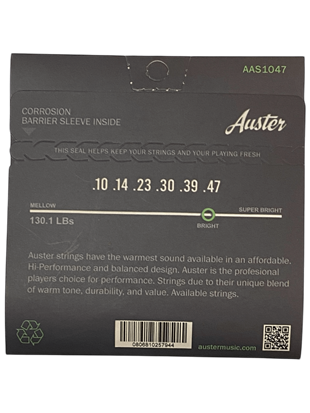 AAS1047
CORROSION
BARRIER SLEEVE INSIDE
Auster
THIS SEAL HELPS KEEP YOUR STRINGS AND YOUR PLAYING FRESH
.10 .14 .23 .30 .39 .47
MELLOW
SUPER BRIGHT
130.1 LBs
BRIGHT
Auster strings have the warmest sound available in an affordable.
Hi-Performance and balanced design. Auster is the profesional
players choice for performance. Strings due to their unique blend
of warm tone, durability, and value. Available strings.
0806810257944
austermusic.com